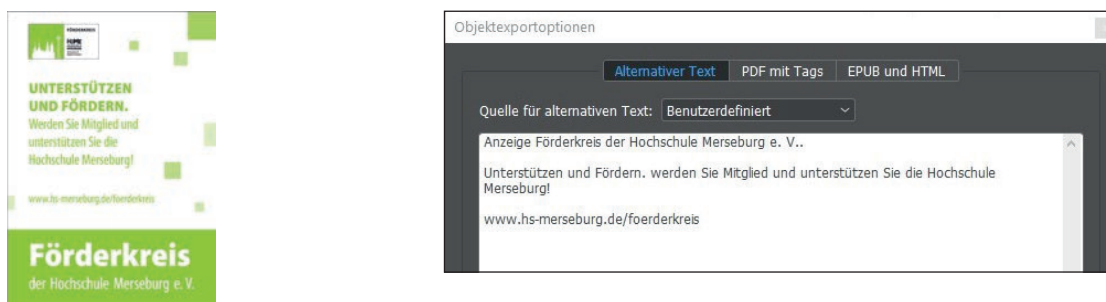 FÖRDERKREIS
UNTERSTÜTZEN
UND FÖRDERN.
Werden Sie Mitglied und
unterstützen Sie die
Hochschule Merseburg!
www.hs-merseburg.de/foerderkreis
Förderkreis
der Hochschule Merseburg e. V.
Objektexportoptionen
Alternativer Text PDF mit Tags EPUB und HTML
Quelle für alternativen Text: Benutzerdefiniert
Anzeige Förderkreis der Hochschule Merseburg e. V..
Unterstützen und Fördern. werden Sie Mitglied und unterstützen Sie die Hochschule
Merseburg!
www.hs-merseburg.de/foerderkreis